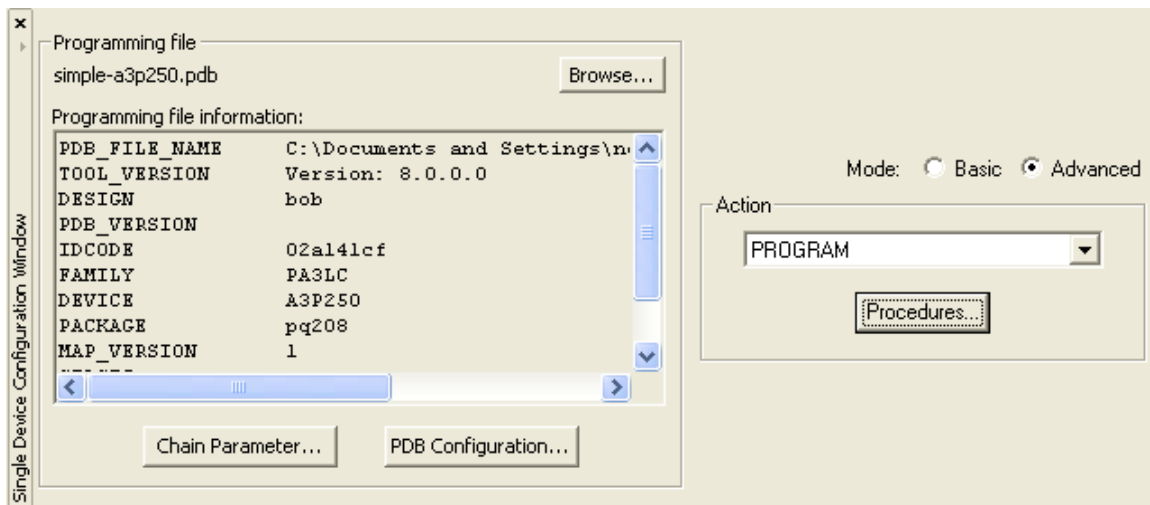 Single Device Configuration Window
Programming file
simple-a3p250.pdb
Browse...
Programming file information:
PDB_FILE_NAME C:\Documents and Settings\n
TOOL_VERSION Version: 8.0.0.0
DESIGN bob
PDB_VERSION
IDCODE 02a141cf
FAMILY PA3LC
DEVICE A3P250
PACKAGE pq208
MAP_VERSION 1
Chain Parameter...
PDB Configuration...
Mode: Basic Advanced
Action
PROGRAM
Procedures...